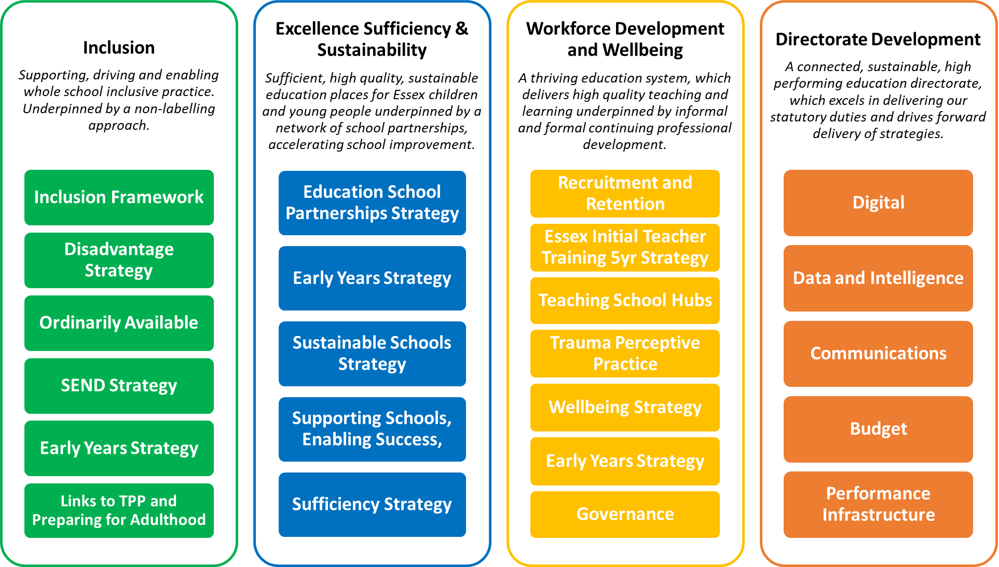 Inclusion
Supporting, driving and enabling
whole school inclusive practice.
Underpinned by a non-labelling
approach.
Inclusion Framework
Disadvantage
Strategy
Ordinarily Available
SEND Strategy
Early Years Strategy
Links to TPP and
Preparing for Adulthood
Excellence Sufficiency &
Sustainability
Sufficient, high quality, sustainable
education places for Essex children
and young people underpinned by a
network of school partnerships,
accelerating school improvement.
Education School
Partnerships Strategy
Early Years Strategy
Sustainable Schools
Strategy
Supporting Schools,
Enabling Success,
Sufficiency Strategy
Workforce Development
and Wellbeing
A thriving education system, which
delivers high quality teaching and
learning underpinned by informal
and formal continuing professional
development.
Recruitment and
Retention
Essex Initial Teacher
Training 5yr Strategy
Teaching School Hubs
Trauma Perceptive
Practice
Wellbeing Strategy
Early Years Strategy
Governance
Directorate Development
A connected, sustainable, high
performing education directorate,
which excels in delivering our
statutory duties and drives forward
delivery of strategies.
Digital
Data and Intelligence
Communications
Budget
Performance
Infrastructure